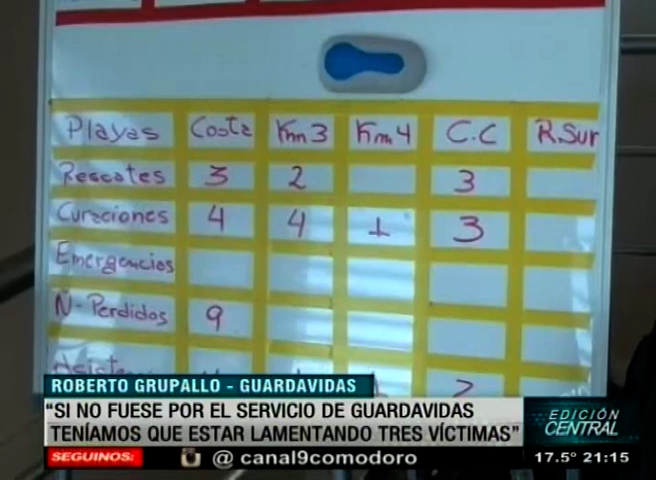 Playas Costa Km3 Km4 C.C R.Sur
Rescates 3 2 3
Curaciones 4 4 1 3
Emergencias
N-Perdidos 9
ROBERTO GRUPALLO - GUARDAVIDAS
"SI NO FUESE POR EL SERVICIO DE GUARDAVIDAS
TENÍAMOS QUE ESTAR LAMENTANDO TRES VÍCTIMAS"
EDICIÓN
CENTRAL
SEGUINOS: @canal9comodoro 17.5° 21:15